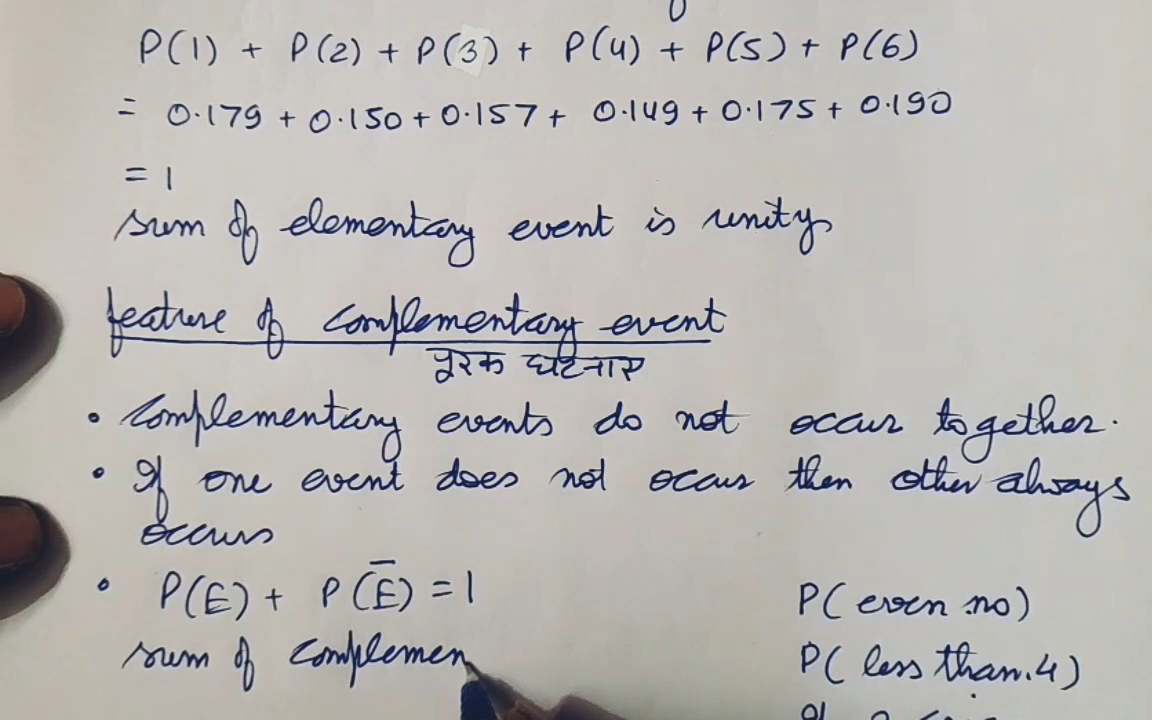 P(1) + P(2) + P(3) + P(4) + P(5) + P(6)
= 0.179 + 0.150 + 0.157 + 0.149 + 0.175 + 0.190
= 1
sum of elementary event is unity
feature of complementary event
पूरक घटनाए
• Complementary events do not occur together.
• If one event does not occur then other always
occurs
• P(E) + P(E̅) = 1
P(even no)
sum of complemen
P(less than 4)